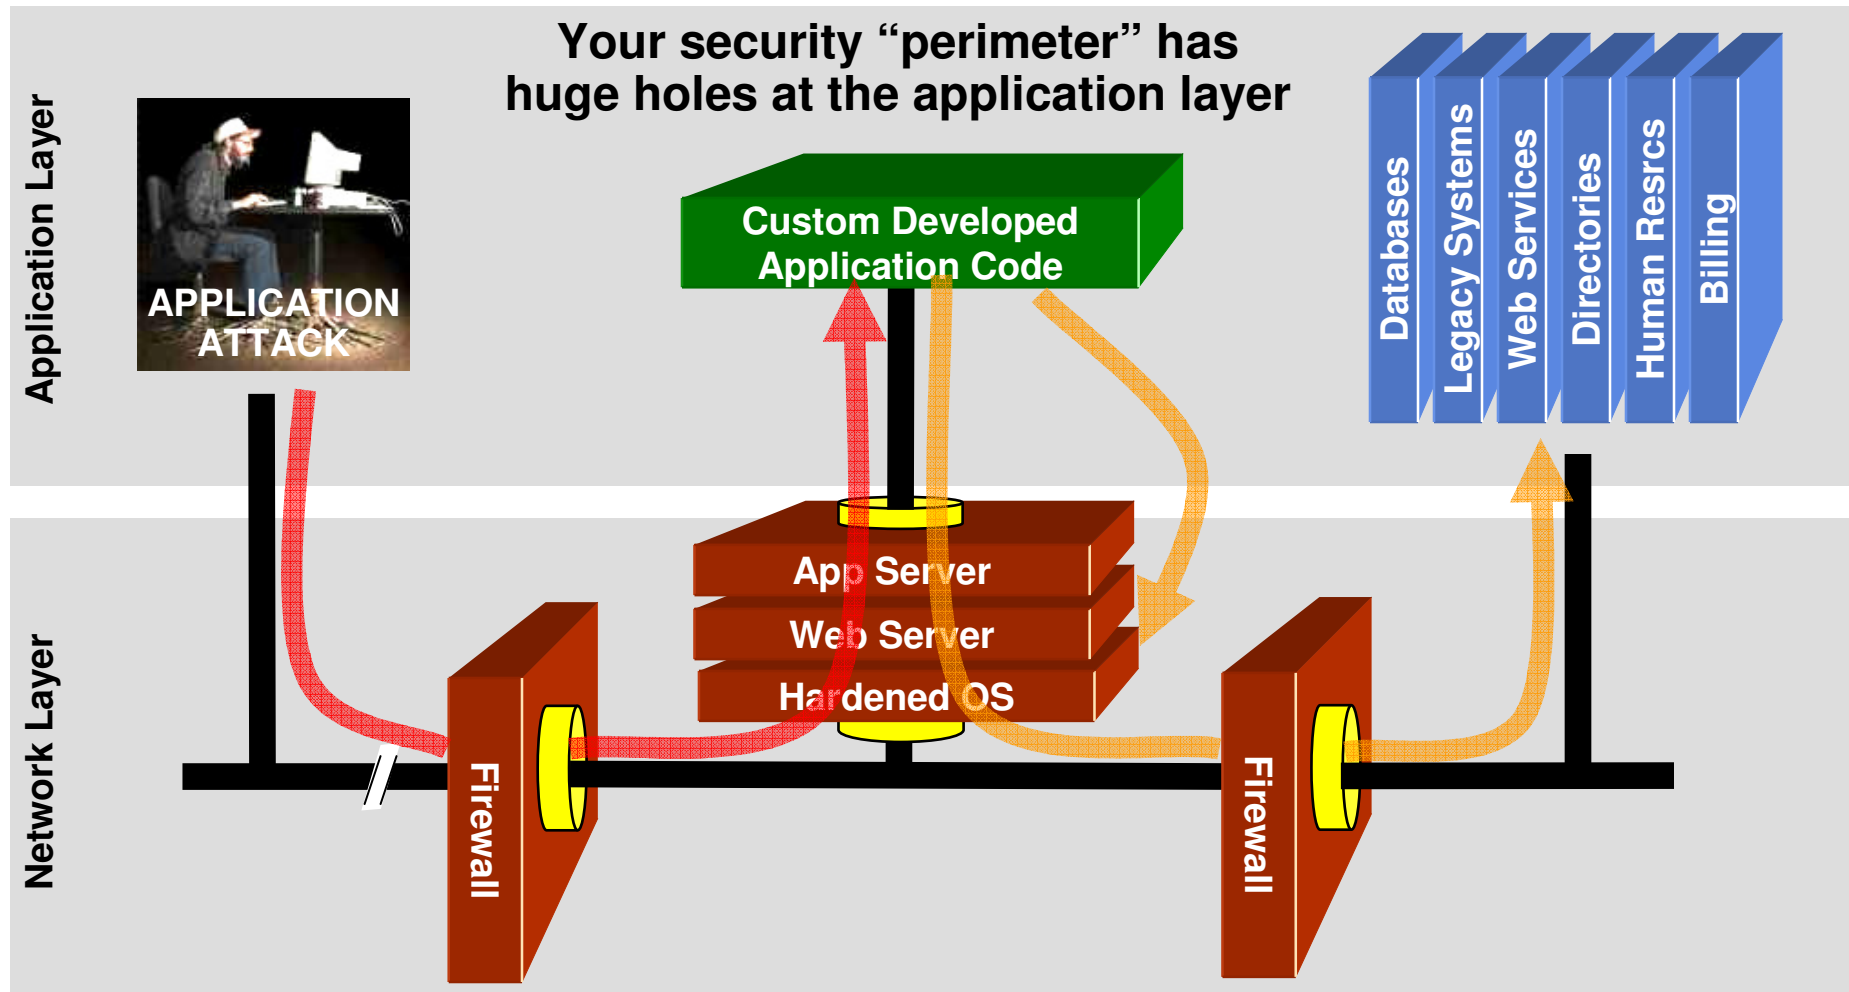 Your security “perimeter” has
huge holes at the application layer
Application Layer
APPLICATION
ATTACK
Custom Developed
Application Code
Databases
Legacy Systems
Web Services
Directories
Human Resrcs
Billing
Network Layer
App Server
Web Server
Hardened OS
Firewall
Firewall